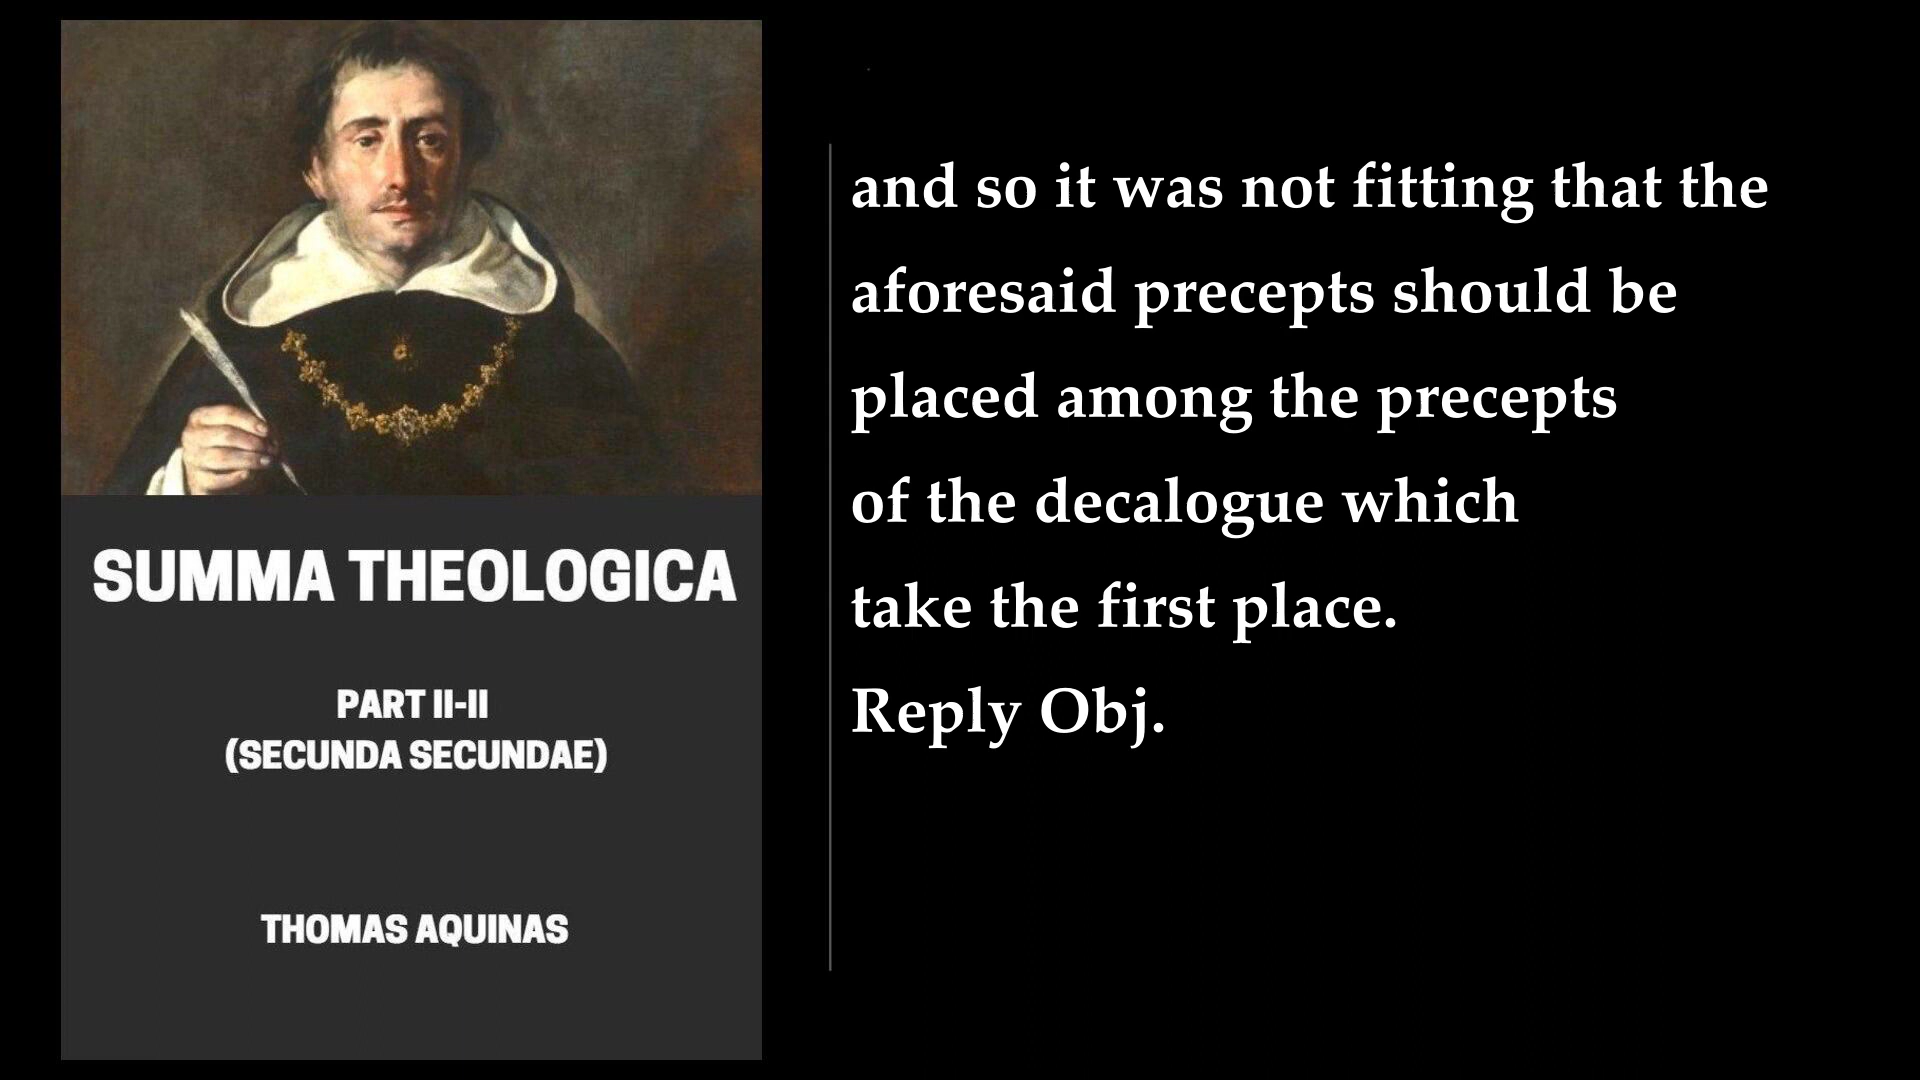 SUMMA THEOLOGICA
PART II-II
(SECUNDA SECUNDAE)
THOMAS AQUINAS
and so it was not fitting that the
aforesaid precepts should be
placed among the precepts
of the decalogue which
take the first place.
Reply Obj.